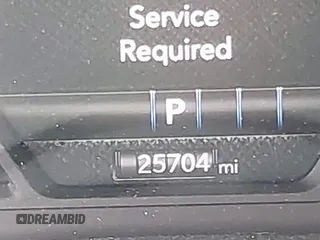 Service
Required
P
25704 mi
DREAMBID